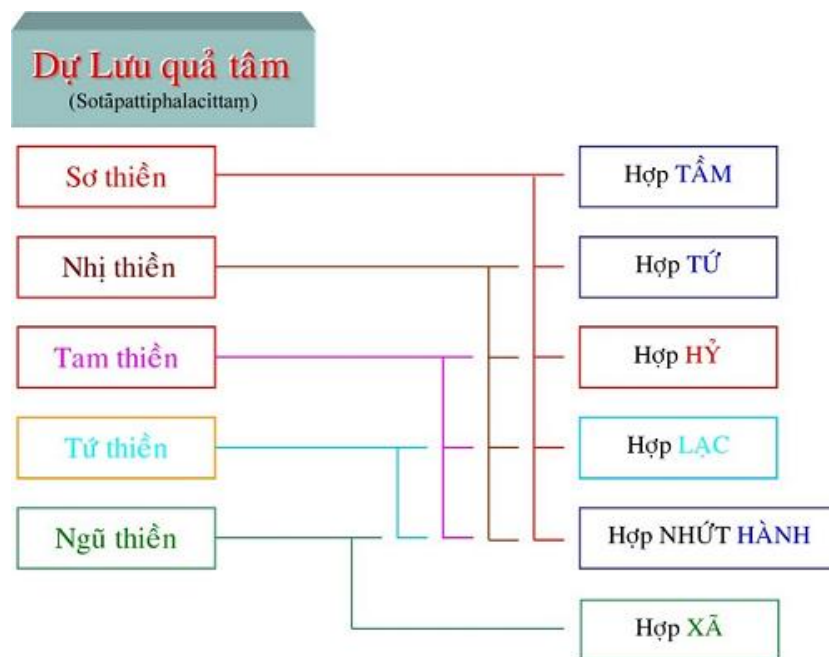 Dự Lưu quả tâm
(Sotāpattiphalacittaṃ)
Sơ thiền
Hợp TẦM
Nhị thiền
Hợp TỨ
Tam thiền
Hợp HỶ
Tứ thiền
Hợp LẠC
Ngũ thiền
Hợp NHỨT HÀNH
Hợp XÃ